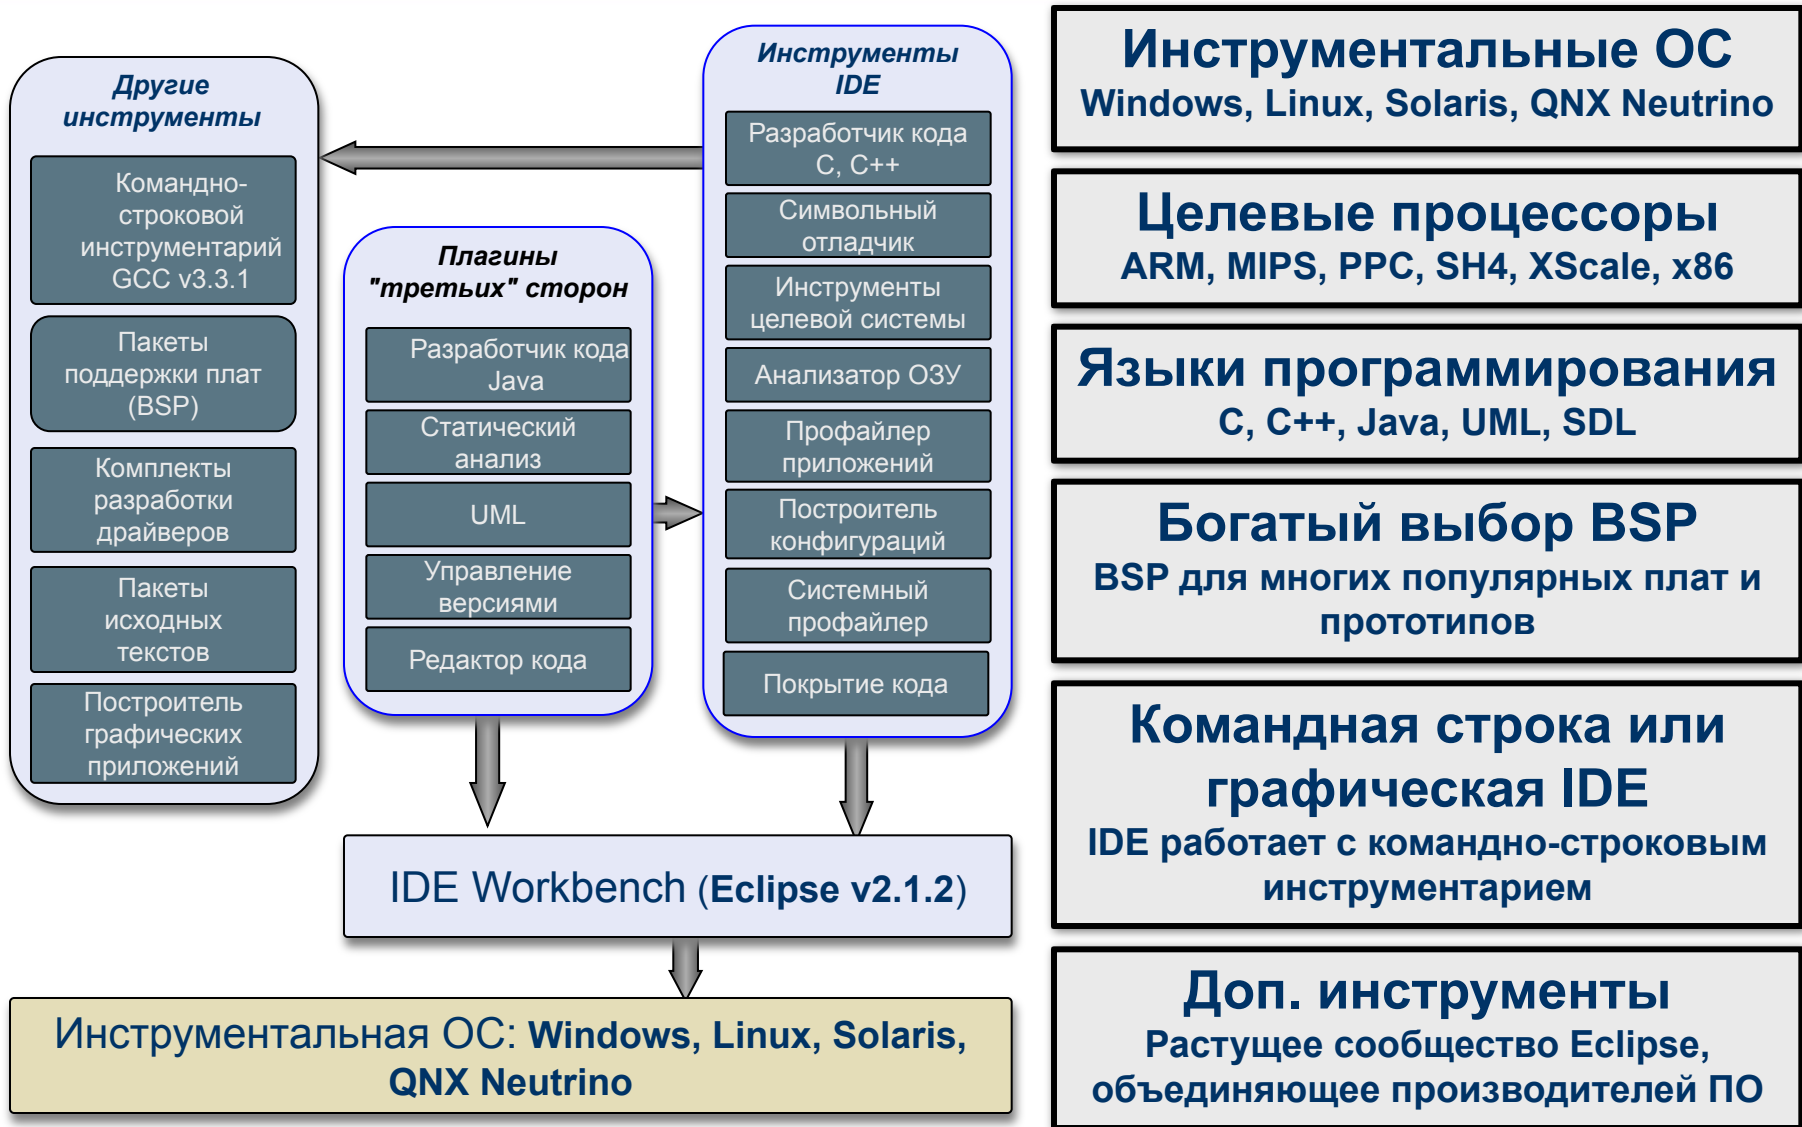 Другие
инструменты
Командно-
строковой
инструментарий
GCC v3.3.1
Пакеты
поддержки плат
(BSP)
Комплекты
разработки
драйверов
Пакеты
исходных
текстов
Построитель
графических
приложений
Плагины
"третьих" сторон
Разработчик кода
Java
Статический
анализ
UML
Управление
версиями
Редактор кода
Инструменты
IDE
Разработчик кода
C, C++
Символьный
отладчик
Инструменты
целевой системы
Анализатор ОЗУ
Профайлер
приложений
Построитель
конфигураций
Системный
профайлер
Покрытие кода
IDE Workbench (Eclipse v2.1.2)
Инструментальная ОС: Windows, Linux, Solaris,
QNX Neutrino
Инструментальные ОС
Windows, Linux, Solaris, QNX Neutrino
Целевые процессоры
ARM, MIPS, PPC, SH4, XScale, x86
Языки программирования
C, C++, Java, UML, SDL
Богатый выбор BSP
BSP для многих популярных плат и
прототипов
Командная строка или
графическая IDE
IDE работает с командно-строковым
инструментарием
Доп. инструменты
Растущее сообщество Eclipse,
объединяющее производителей ПО